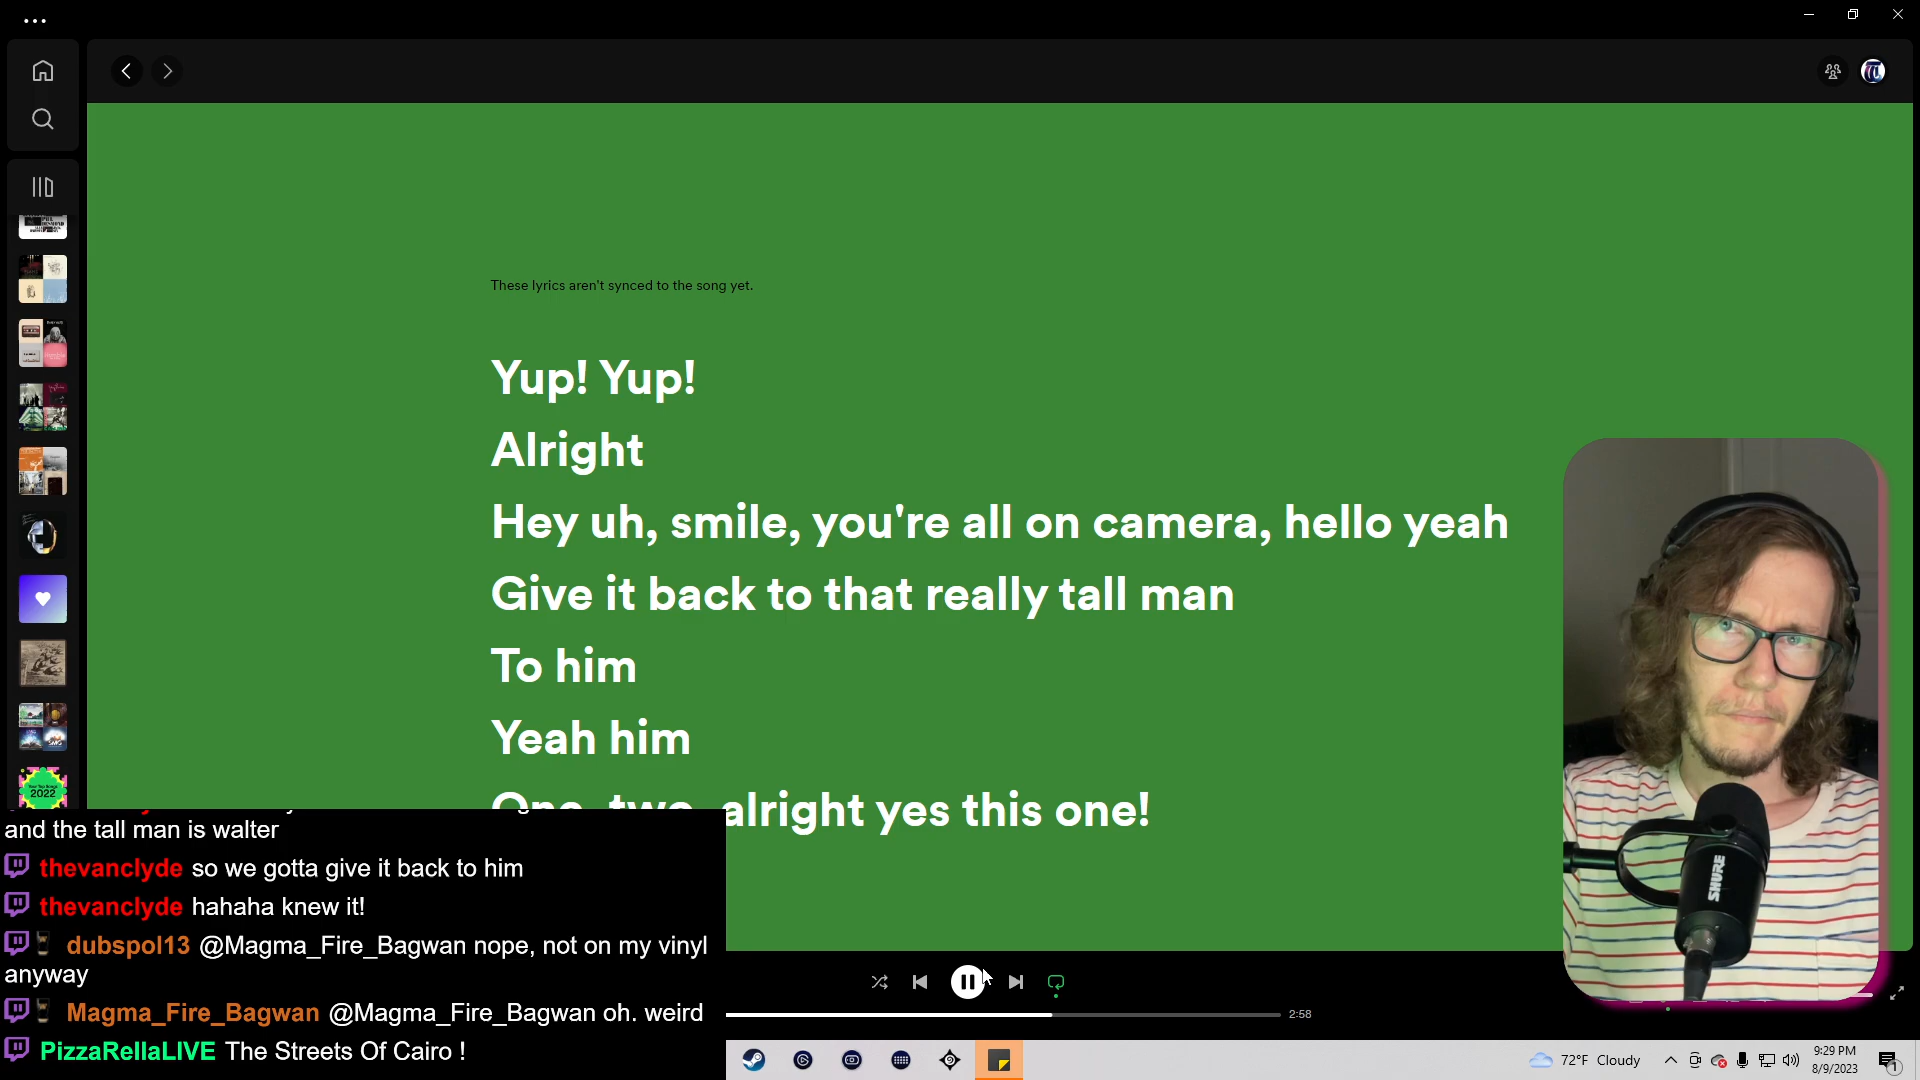 These lyrics aren't synced to the song yet.
Yup! Yup!
Alright
Hey uh, smile, you're all on camera, hello yeah
Give it back to that really tall man
To him
Yeah him
One, two, alright yes this one!
2022
and the tall man is walter
thevanclyde so we gotta give it back to him
thevanclyde hahaha knew it!
dubspol13 @Magma_Fire_Bagwan nope, not on my vinyl
anyway
Magma_Fire_Bagwan @Magma_Fire_Bagwan oh. weird
PizzaRellaLIVE The Streets Of Cairo !
SHURE
2:58
72°F Cloudy
9:29 PM
8/9/2023
1